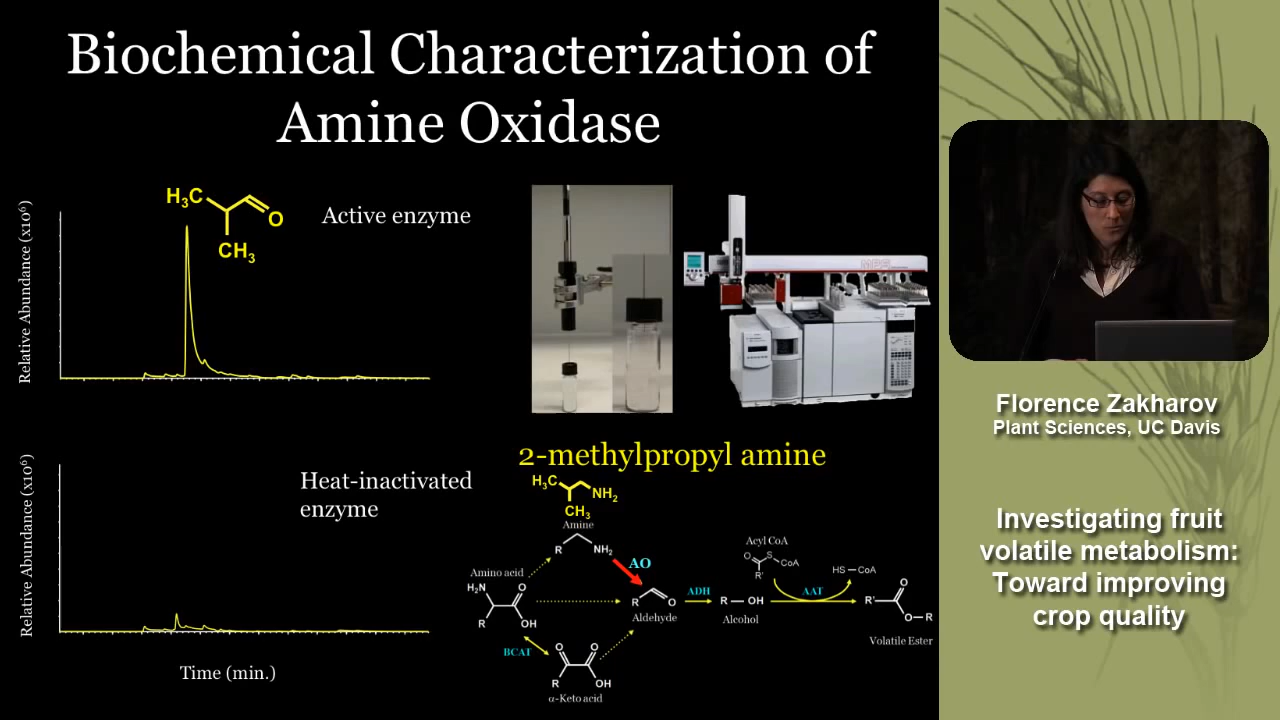 Biochemical Characterization of
Amine Oxidase
Relative Abundance (x10⁶)
H₃C
O
CH₃
Active enzyme
MPS
Relative Abundance (x10⁶)
Heat-inactivated
enzyme
Time (min.)
2-methylpropyl amine
H₃C
NH₂
CH₃
Amine
R
NH₂
AO
Amino acid
H₂N
O
R
OH
BCAT
O
O
R
OH
α-Keto acid
R
O
Aldehyde
ADH
R — OH
Alcohol
Acyl CoA
O
S
CoA
R'
HS — CoA
AAT
O
R'
O—R
Volatile Ester
Florence Zakharov
Plant Sciences, UC Davis
Investigating fruit
volatile metabolism:
Toward improving
crop quality